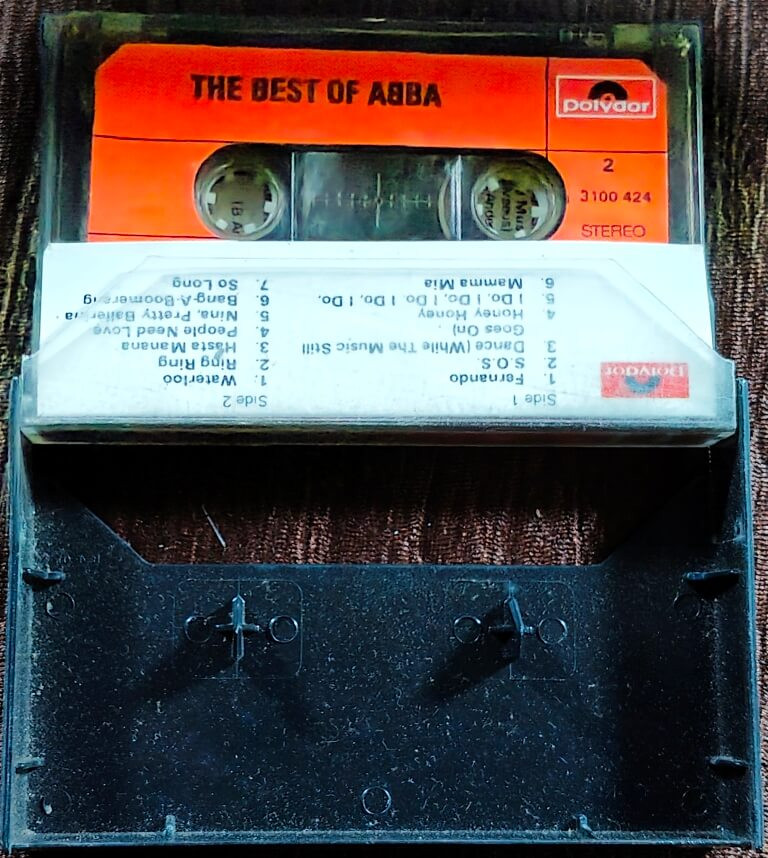 THE BEST OF ABBA
polydor
2
3100 424
STEREO
polydor
Side 1
1. Fernando
2. S.O.S.
3. Dance (While The Music Still
Goes On)
4. Honey Honey
5. I Do, I Do, I Do, I Do, I Do.
6. Mamma Mia
Side 2
1. Waterloo
2. Ring Ring
3. Hasta Manana
4. People Need Love
5. Nina, Pretty Ballerina
6. Bang-A-Boomerang
7. So Long